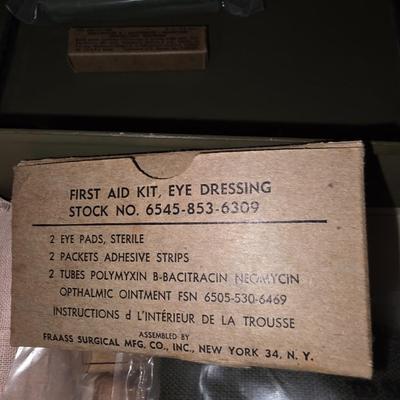 FIRST AID KIT, EYE DRESSING
STOCK NO. 6545-853-6309
2 EYE PADS, STERILE
2 PACKETS ADHESIVE STRIPS
2 TUBES POLYMYXIN B-BACITRACIN NEOMYCIN
OPTHALMIC OINTMENT FSN 6505-530-6469
INSTRUCTIONS d L'INTÉRIEUR DE LA TROUSSE
ASSEMBLED BY
FRAASS SURGICAL MFG. CO., INC., NEW YORK 34, N. Y.